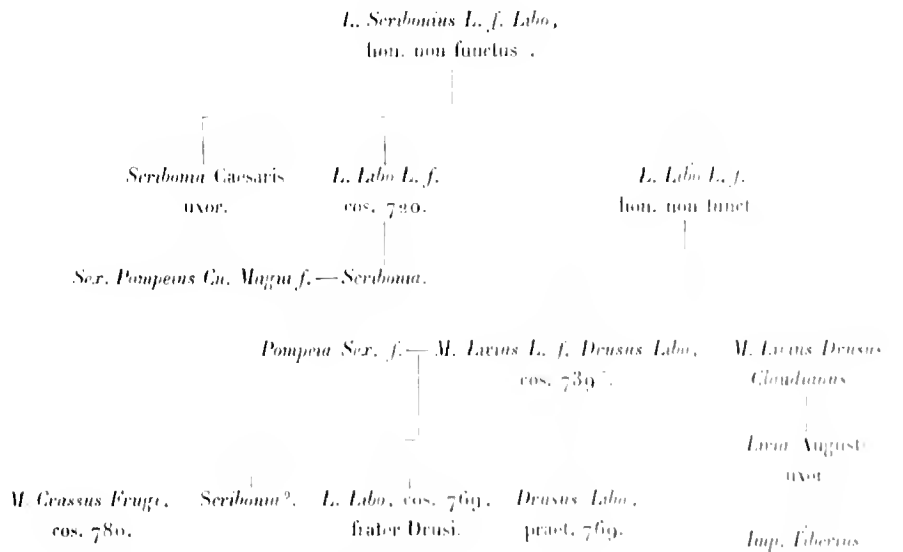 L. Scribonius L. f. Libo,
hon. non functus.
Scribonia Caesaris
uxor.
L. Libo L. f.
cos. 720.
L. Libo L. f.
hon. non funct
Sex. Pompeius Cn. Magni f. — Scribonia.
Pompeia Sex. f. — M. Livius L. f. Drusus Libo,
cos. 739
M. Livius Drusus
Claudianus
Livia Augusti
uxor
M. Crassus Frugi,
cos. 780.
Scribonia?.
L. Libo, cos. 769,
frater Drusi.
Drusus Libo,
praet. 769.
Imp. Tiberius